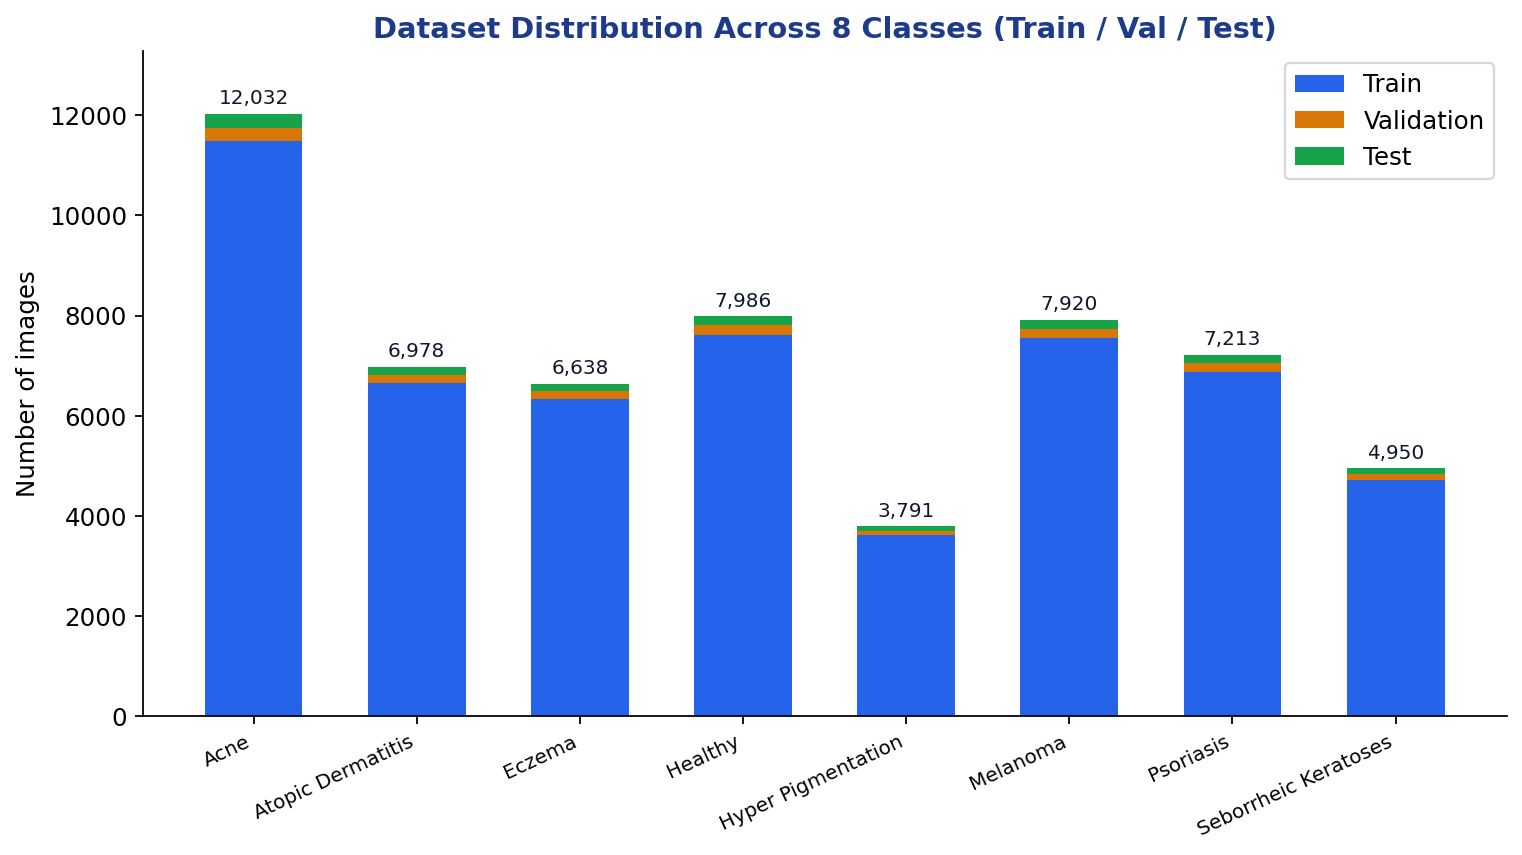 Dataset Distribution Across 8 Classes (Train / Val / Test)
Train
Validation
Test
Number of images
12000
10000
8000
6000
4000
2000
0
12,032
6,978
6,638
7,986
3,791
7,920
7,213
4,950
Acne
Atopic Dermatitis
Eczema
Healthy
Hyper Pigmentation
Melanoma
Psoriasis
Seborrheic Keratoses